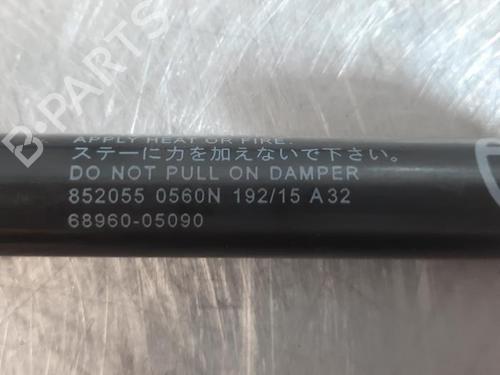 B-PARTS
APPLY HEAT OR FIRE.
ステーに力を加えないで下さい。
DO NOT PULL ON DAMPER
852055 0560N 192/15 A32
68960-05090